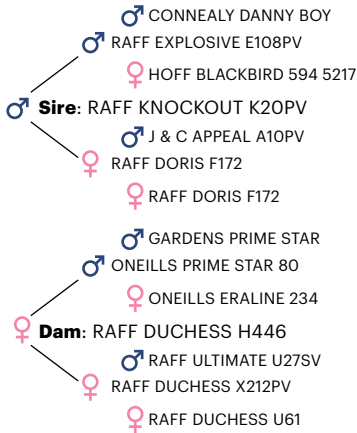 CONNEALY DANNY BOY
RAFF EXPLOSIVE E108PV
HOFF BLACKBIRD 594 5217
Sire: RAFF KNOCKOUT K20PV
J & C APPEAL A10PV
RAFF DORIS F172
RAFF DORIS F172
GARDENS PRIME STAR
ONEILLS PRIME STAR 80
ONEILLS ERALINE 234
Dam: RAFF DUCHESS H446
RAFF ULTIMATE U27SV
RAFF DUCHESS X212PV
RAFF DUCHESS U61